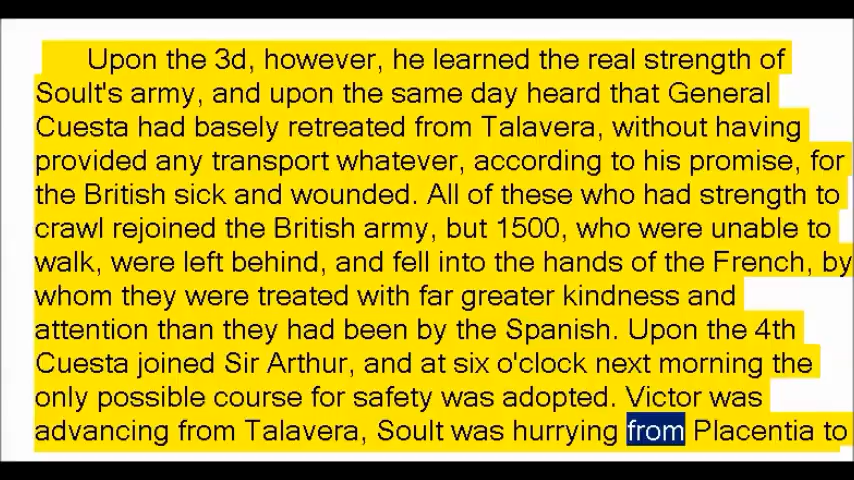 Upon the 3d, however, he learned the real strength of
Soult's army, and upon the same day heard that General
Cuesta had basely retreated from Talavera, without having
provided any transport whatever, according to his promise, for
the British sick and wounded. All of these who had strength to
crawl rejoined the British army, but 1500, who were unable to
walk, were left behind, and fell into the hands of the French, by
whom they were treated with far greater kindness and
attention than they had been by the Spanish. Upon the 4th
Cuesta joined Sir Arthur, and at six o'clock next morning the
only possible course for safety was adopted. Victor was
advancing from Talavera, Soult was hurrying from Placentia to